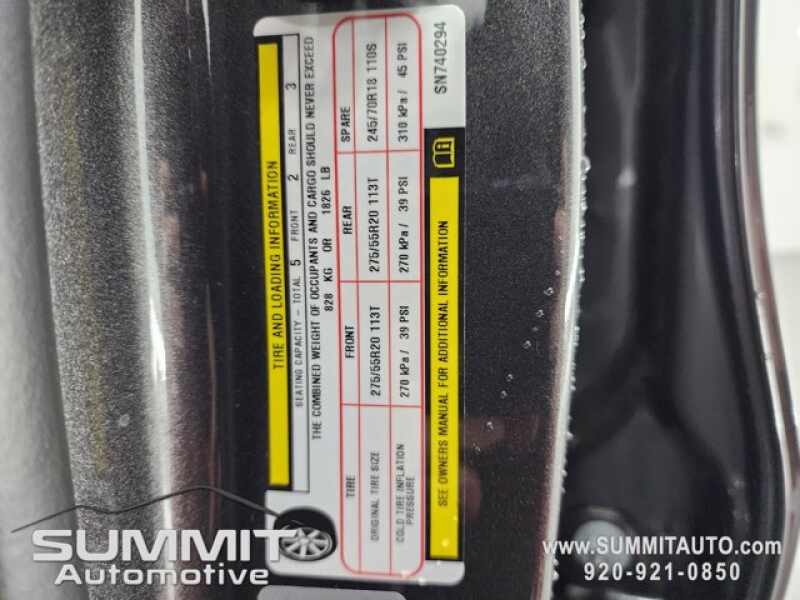 TIRE AND LOADING INFORMATION
SEATING CAPACITY - TOTAL 5 FRONT 2 REAR 3
THE COMBINED WEIGHT OF OCCUPANTS AND CARGO SHOULD NEVER EXCEED
828 KG OR 1826 LB
TIRE FRONT REAR SPARE
ORIGINAL TIRE SIZE 275/55R20 113T 275/55R20 113T 245/70R18 110S
COLD TIRE INFLATION PRESSURE 270 kPa/ 39 PSI 270 kPa/ 39 PSI 310 kPa/ 45 PSI
SEE OWNERS MANUAL FOR ADDITIONAL INFORMATION
SN740294
SUMMIT
Automotive
www.SUMMITAUTO.com
920-921-0850